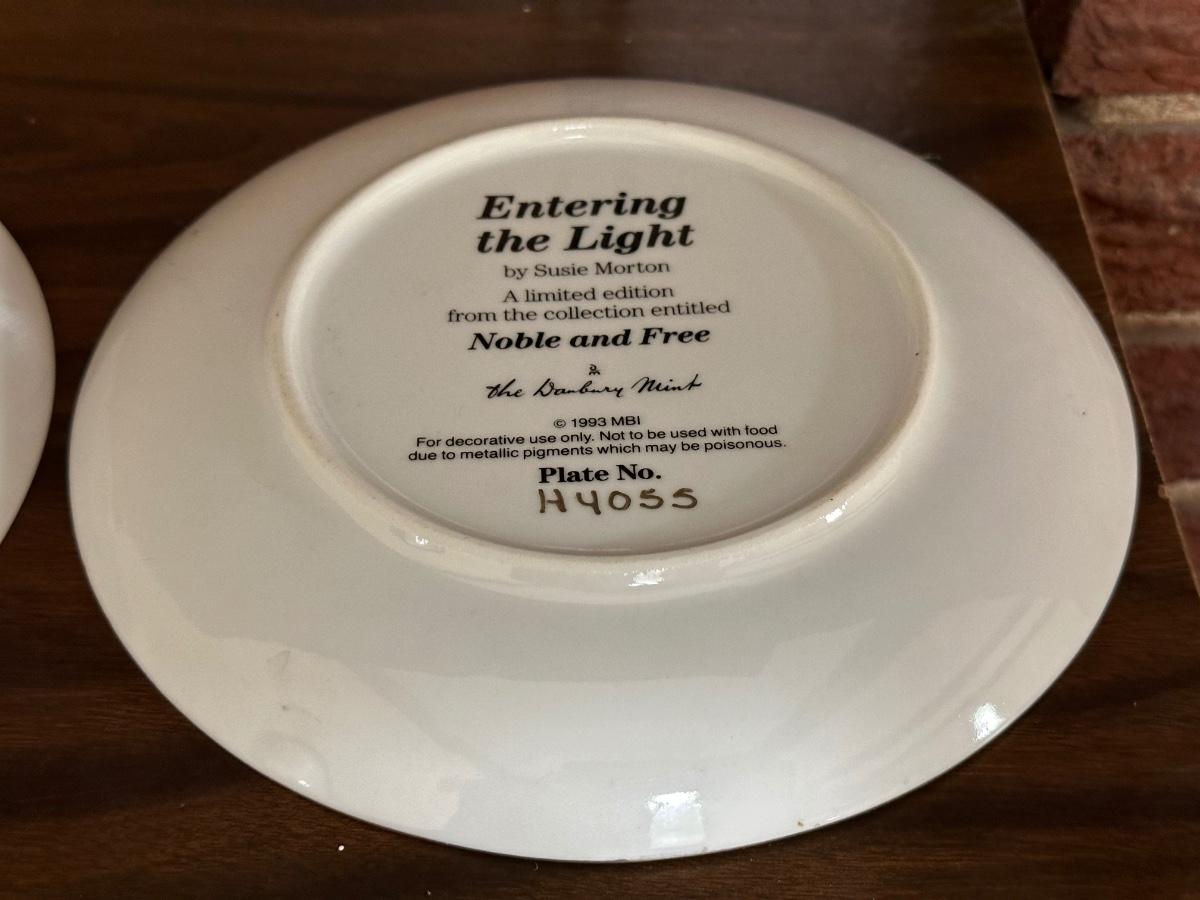 Entering
the Light
by Susie Morton
A limited edition
from the collection entitled
Noble and Free
the Danbury Mint
© 1993 MBI
For decorative use only. Not to be used with food
due to metallic pigments which may be poisonous.
Plate No.
H4055